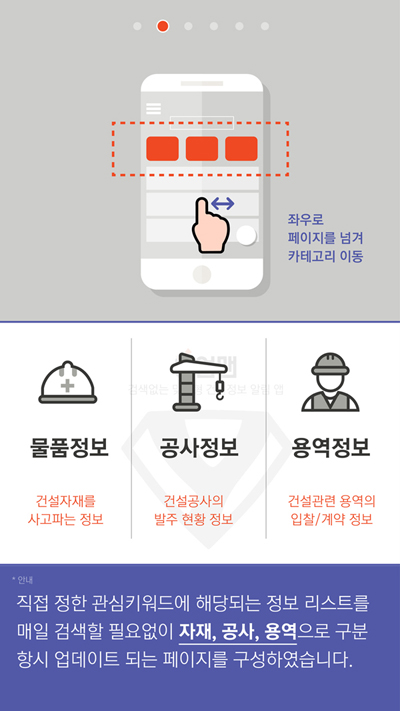 좌우로
페이지를 넘겨
카테고리 이동
물품정보
공사정보
용역정보
건설자재를
사고파는 정보
건설공사의
발주 현황 정보
건설관련 용역의
입찰/계약 정보
* 안내
직접 정한 관심키워드에 해당되는 정보 리스트를
매일 검색할 필요없이 자재, 공사, 용역으로 구분
항시 업데이트 되는 페이지를 구성하였습니다.